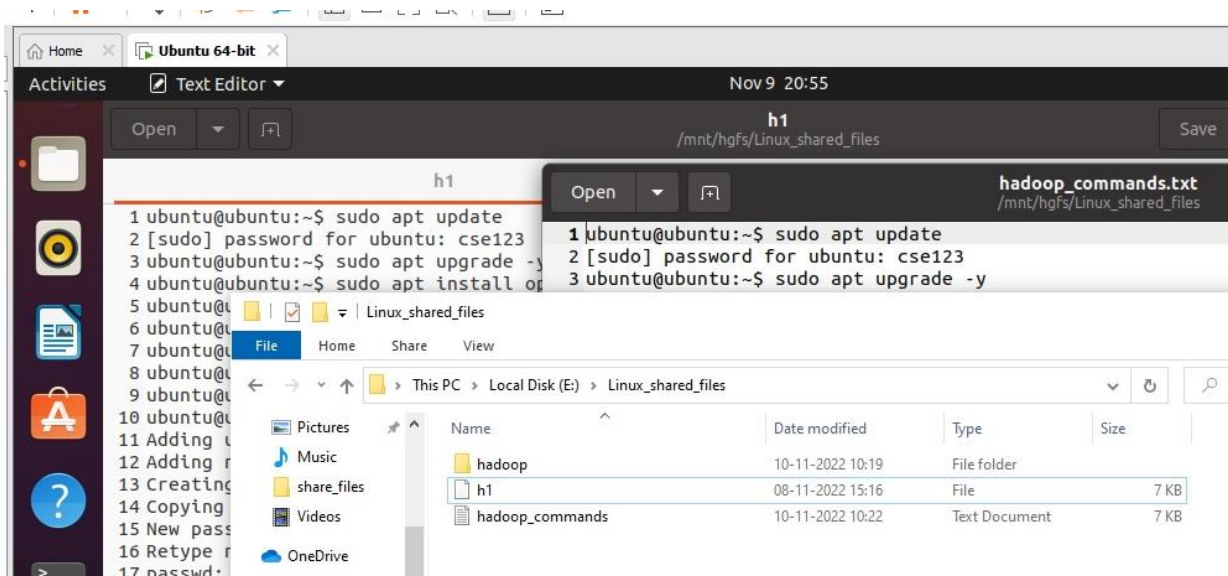 Home
Ubuntu 64-bit
Activities
Text Editor
Nov 9 20:55
Open
h1
/mnt/hgfs/Linux_shared_files
Save
h1
1 ubuntu@ubuntu:~$ sudo apt update
2 [sudo] password for ubuntu: cse123
3 ubuntu@ubuntu:~$ sudo apt upgrade -y
4 ubuntu@ubuntu:~$ sudo apt install op
5 ubuntu@u
6 ubuntu@u
7 ubuntu@u
8 ubuntu@u
9 ubuntu@u
10 ubuntu@u
11 Adding u
12 Adding n
13 Creating
14 Copying
15 New pass
16 Retype r
17 passwd:
Open
hadoop_commands.txt
/mnt/hgfs/Linux_shared_files
1 ubuntu@ubuntu:~$ sudo apt update
2 [sudo] password for ubuntu: cse123
3 ubuntu@ubuntu:~$ sudo apt upgrade -y
Linux_shared_files
File Home Share View
This PC > Local Disk (E:) > Linux_shared_files
Pictures
Music
share_files
Videos
OneDrive
Name Date modified Type Size
hadoop 10-11-2022 10:19 File folder
h1 08-11-2022 15:16 File 7 KB
hadoop_commands 10-11-2022 10:22 Text Document 7 KB